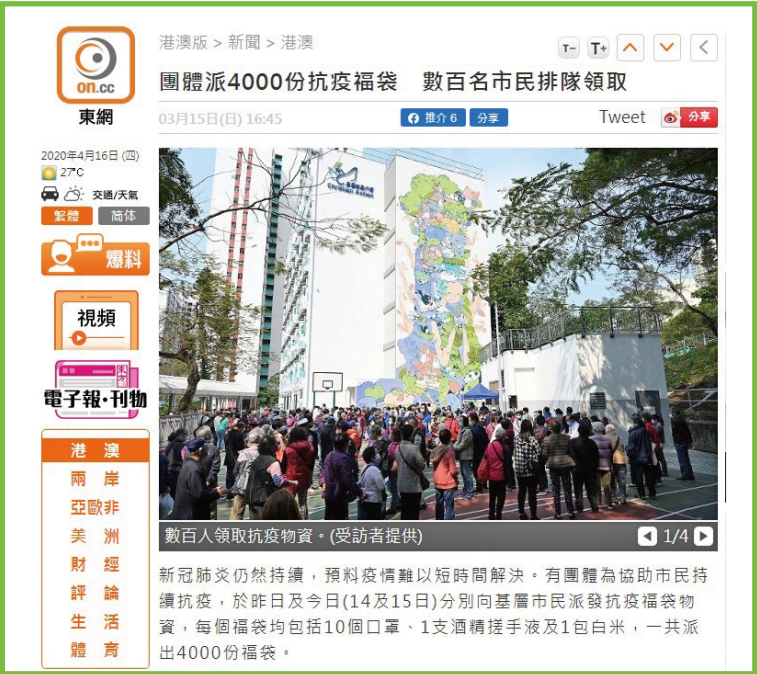 港澳版 > 新聞 > 港澳
T- T+
團體派4000份抗疫福袋 數百名市民排隊領取
03月15日(日) 16:45
推介 6 分享 Tweet 分享
on.cc
東網
2020年4月16日 (四)
27°C
交通/天氣
繁體 简体
爆料
視頻
電子報·刊物
港澳
兩岸
亞歐非
美洲
財經
評論
生活
體育
Christian Action
數百人領取抗疫物資。(受訪者提供) 1/4
新冠肺炎仍然持續，預料疫情難以短時間解決。有團體為協助市民持
續抗疫，於昨日及今日(14及15日)分別向基層市民派發抗疫福袋物
資，每個福袋均包括10個口罩、1支酒精搓手液及1包白米，一共派
出4000份福袋。